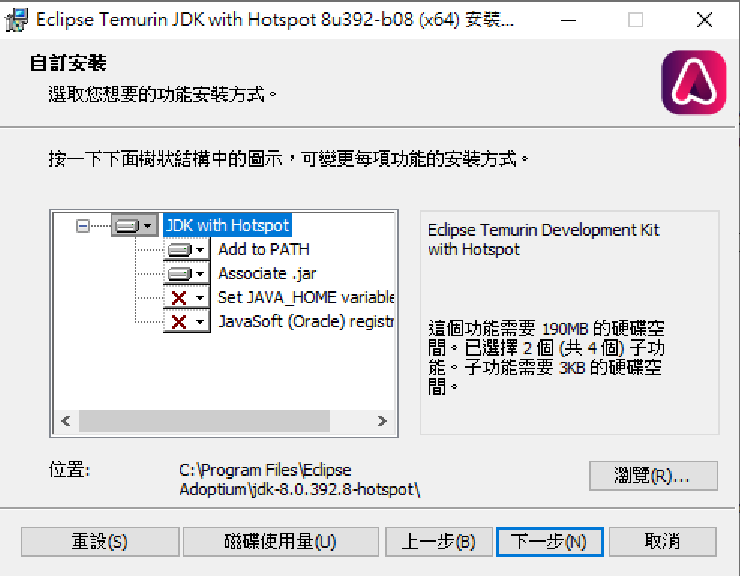 Eclipse Temurin JDK with Hotspot 8u392-b08 (x64) 安裝...
自訂安裝
選取您想要的功能安裝方式。
按一下下面樹狀結構中的圖示，可變更每項功能的安裝方式。
JDK with Hotspot
Add to PATH
Associate .jar
Set JAVA_HOME variable
JavaSoft (Oracle) registr
Eclipse Temurin Development Kit
with Hotspot
這個功能需要 190MB 的硬碟空
間。已選擇 2 個 (共 4 個) 子功
能。子功能需要 3KB 的硬碟空
間。
位置:
C:\Program Files\Eclipse
Adoptium\jdk-8.0.392.8-hotspot\
瀏覽(R)...
重設(S)
磁碟使用量(U)
上一步(B)
下一步(N)
取消